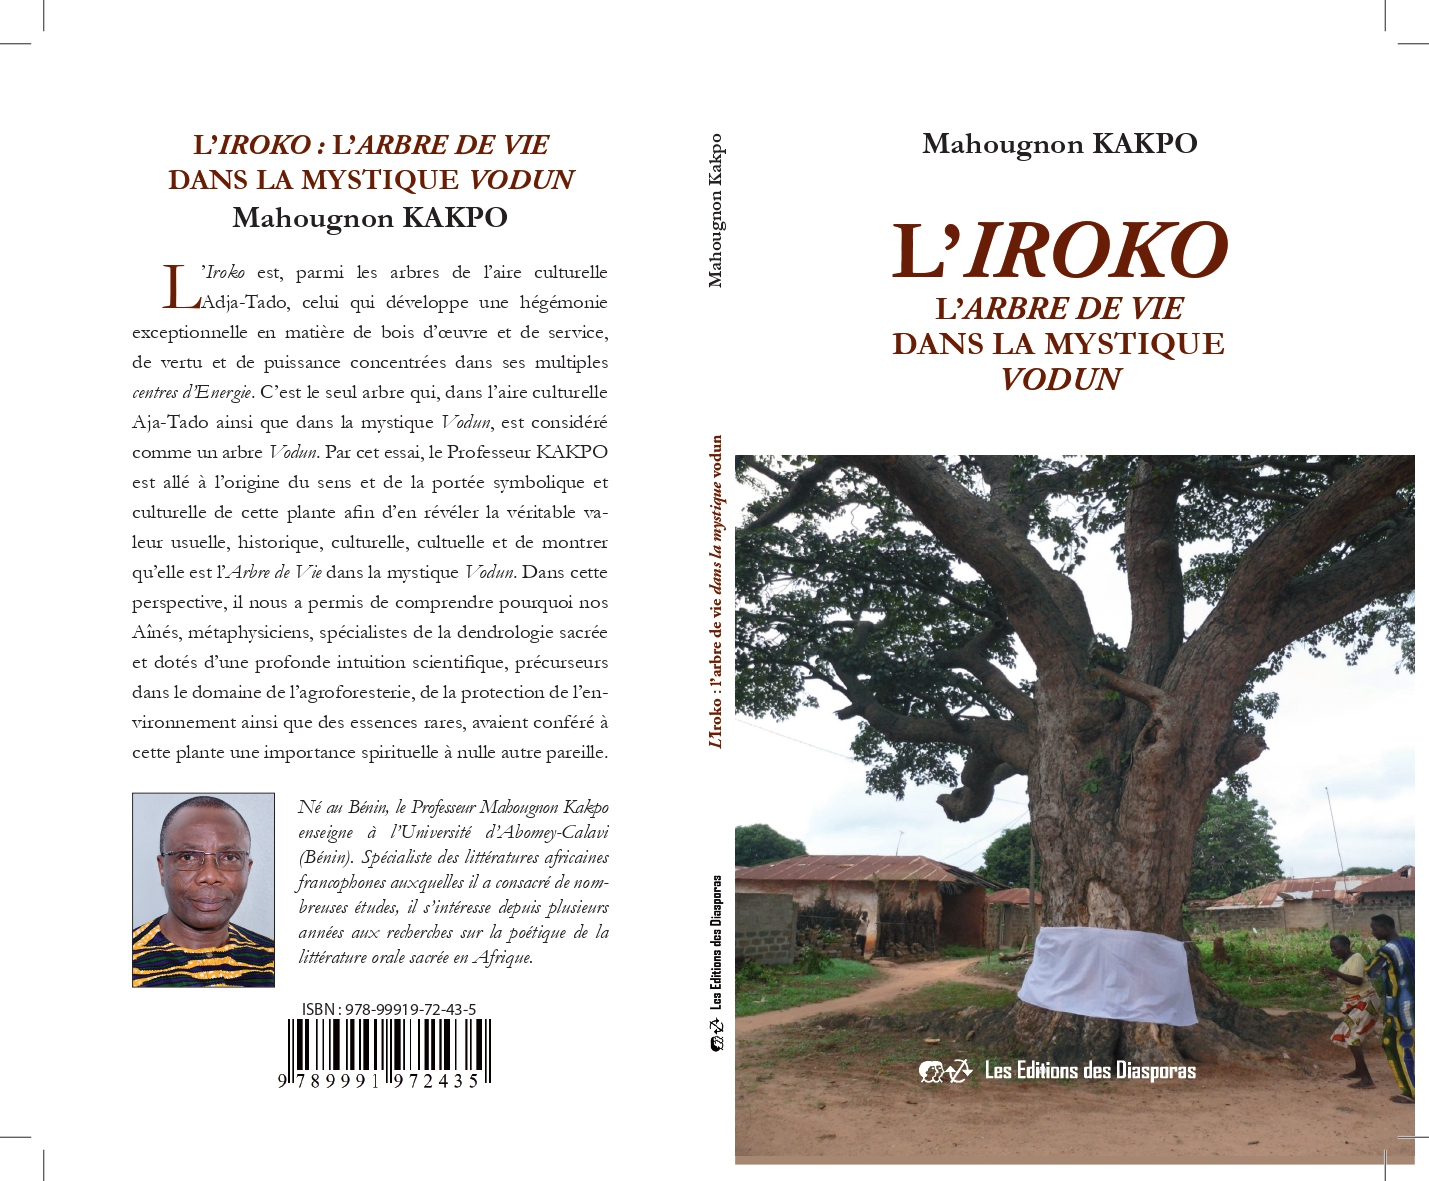 L'IROKO : L'ARBRE DE VIE
DANS LA MYSTIQUE VODUN
Mahougnon KAKPO
L'Iroko est, parmi les arbres de l'aire culturelle
Adja-Tado, celui qui développe une hégémonie
exceptionnelle en matière de bois d'œuvre et de service,
de vertu et de puissance concentrées dans ses multiples
centres d'Energie. C'est le seul arbre qui, dans l'aire culturelle
Aja-Tado ainsi que dans la mystique Vodun, est considéré
comme un arbre Vodun. Par cet essai, le Professeur KAKPO
est allé à l'origine du sens et de la portée symbolique et
culturelle de cette plante afin d'en révéler la véritable va-
leur usuelle, historique, culturelle, cultuelle et de montrer
qu'elle est l'Arbre de Vie dans la mystique Vodun. Dans cette
perspective, il nous a permis de comprendre pourquoi nos
Aînés, métaphysiciens, spécialistes de la dendrologie sacrée
et dotés d'une profonde intuition scientifique, précurseurs
dans le domaine de l'agroforesterie, de la protection de l'en-
vironnement ainsi que des essences rares, avaient conféré à
cette plante une importance spirituelle à nulle autre pareille.
Né au Bénin, le Professeur Mahougnon Kakpo
enseigne à l'Université d'Abomey-Calavi
(Bénin). Spécialiste des littératures africaines
francophones auxquelles il a consacré de nom-
breuses études, il s'intéresse depuis plusieurs
années aux recherches sur la poétique de la
littérature orale sacrée en Afrique.
ISBN : 978-99919-72-43-5
9 789991 972435
Mahougnon Kakpo
L'Iroko : l'arbre de vie dans la mystique vodun
Les Editions des Diasporas
Mahougnon KAKPO
L'IROKO
L'ARBRE DE VIE
DANS LA MYSTIQUE
VODUN
Les Editions des Diasporas